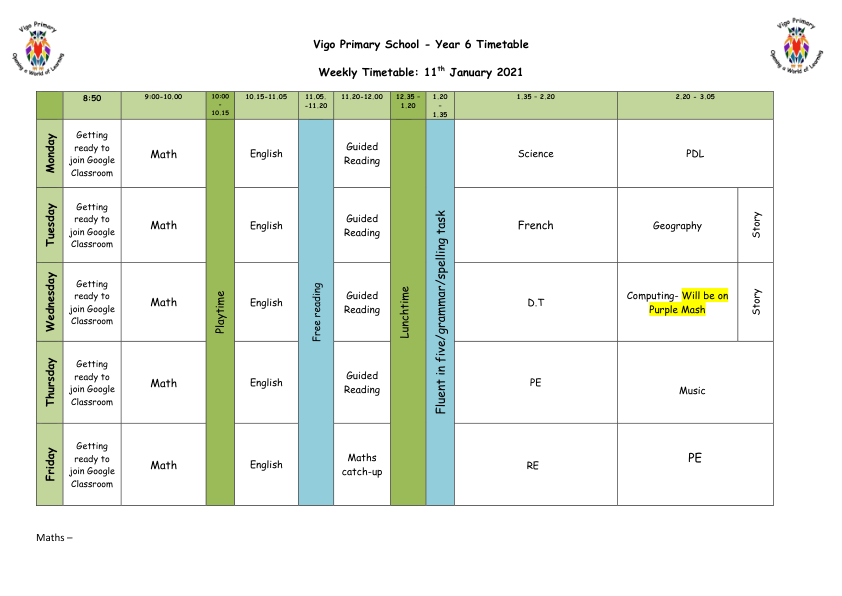 Vigo Primary
Opening a World of Learning
Vigo Primary
Opening a World of Learning
Vigo Primary School - Year 6 Timetable
Weekly Timetable: 11th January 2021
8:50
9:00-10.00
10:00
-
10.15
10.15-11.05
11.05.
-11.20
11.20-12.00
12.35 -
1.20
1.20
-
1.35
1.35 - 2.20
2.20 - 3.05
Monday
Getting
ready to
join Google
Classroom
Math
English
Guided
Reading
Science
PDL
Tuesday
Getting
ready to
join Google
Classroom
Math
English
Guided
Reading
French
Geography
Story
Wednesday
Getting
ready to
join Google
Classroom
Math
Playtime
English
Free reading
Guided
Reading
Lunchtime
Fluent in five/grammar/spelling task
D.T
Computing- Will be on
Purple Mash
Story
Thursday
Getting
ready to
join Google
Classroom
Math
English
Guided
Reading
PE
Music
Friday
Getting
ready to
join Google
Classroom
Math
English
Maths
catch-up
RE
PE
Maths –